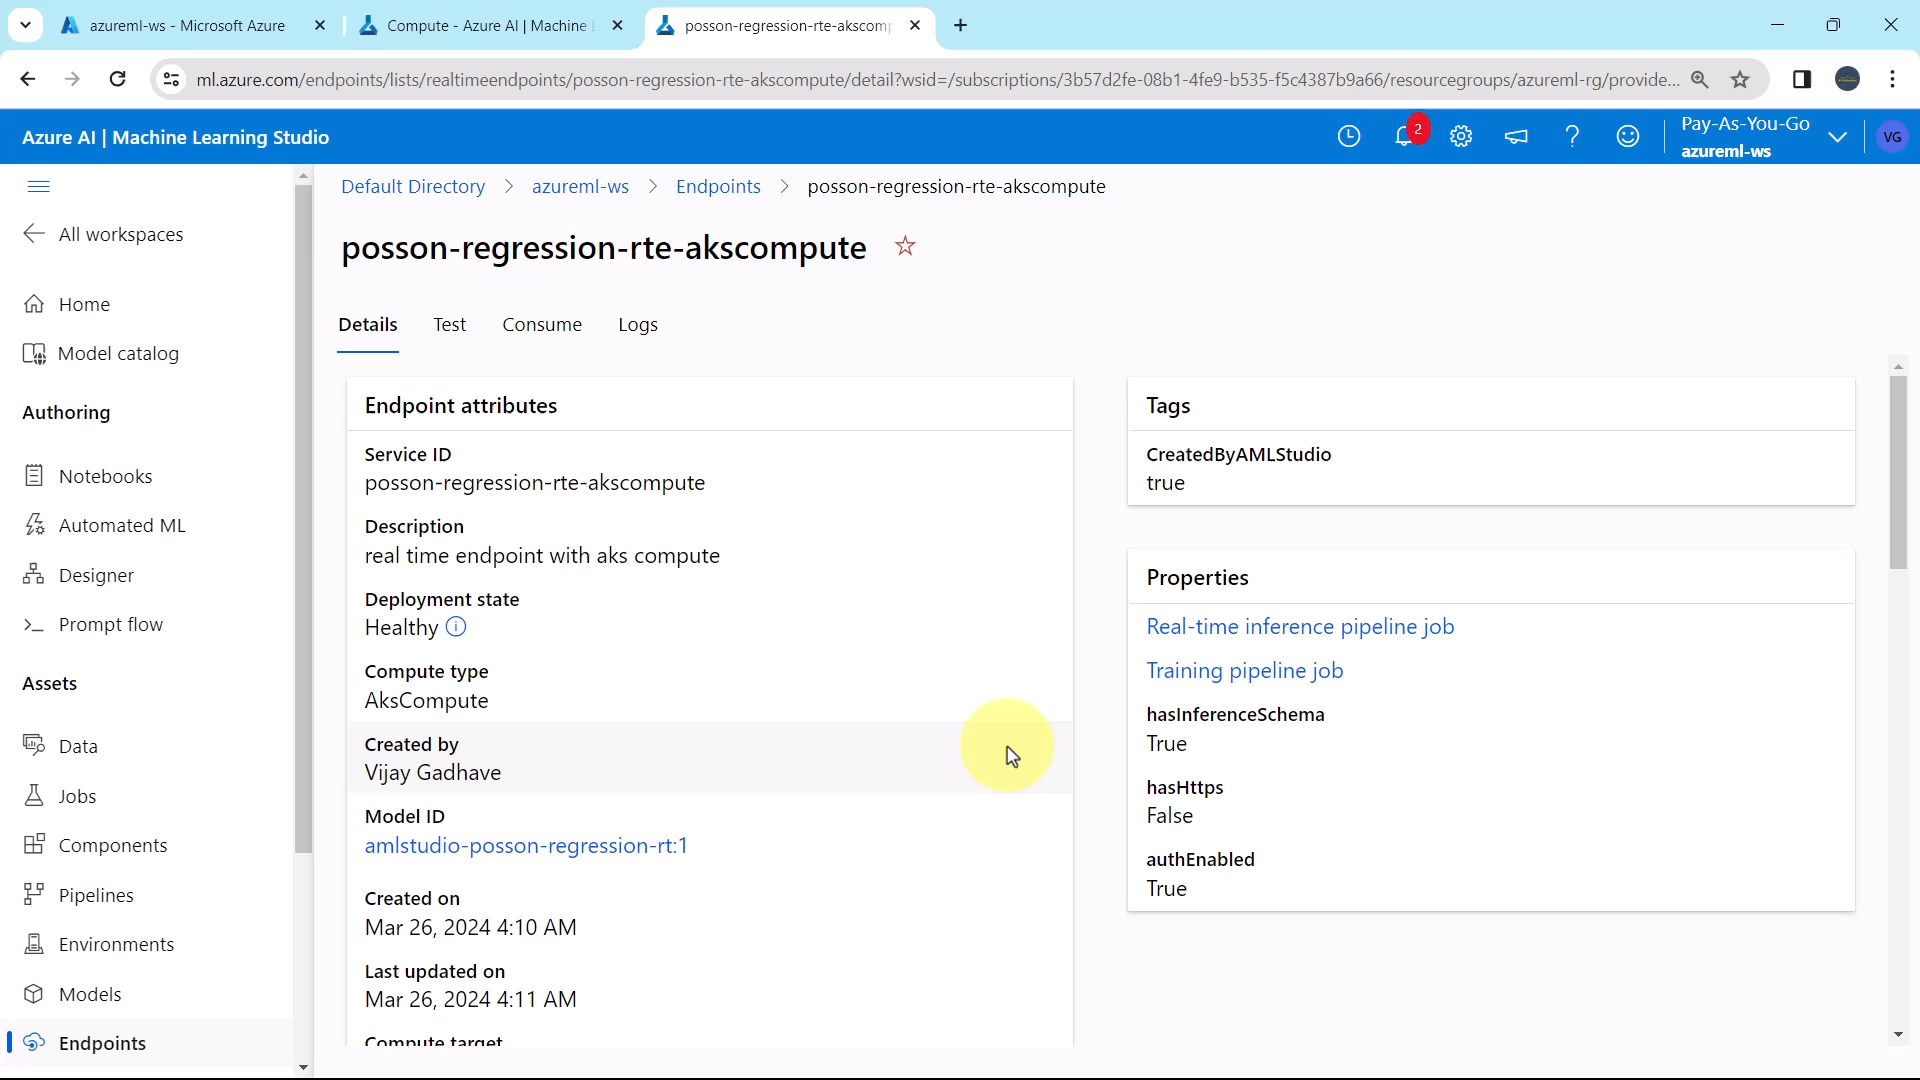 azureml-ws - Microsoft Azure
Compute - Azure AI | Machine
posson-regression-rte-akscomp
ml.azure.com/endpoints/lists/realtimeendpoints/posson-regression-rte-akscompute/detail?wsid=/subscriptions/3b57d2fe-08b1-4fe9-b535-f5c4387b9a66/resourcegroups/azureml-rg/provide...
Azure AI | Machine Learning Studio
2
Pay-As-You-Go
azureml-ws
VG
All workspaces
Home
Model catalog
Authoring
Notebooks
Automated ML
Designer
Prompt flow
Assets
Data
Jobs
Components
Pipelines
Environments
Models
Endpoints
Default Directory > azureml-ws > Endpoints > posson-regression-rte-akscompute
posson-regression-rte-akscompute
Details Test Consume Logs
Endpoint attributes
Service ID
posson-regression-rte-akscompute
Description
real time endpoint with aks compute
Deployment state
Healthy
Compute type
AksCompute
Created by
Vijay Gadhave
Model ID
amlstudio-posson-regression-rt:1
Created on
Mar 26, 2024 4:10 AM
Last updated on
Mar 26, 2024 4:11 AM
Compute target
Tags
CreatedByAMLStudio
true
Properties
Real-time inference pipeline job
Training pipeline job
hasInferenceSchema
True
hasHttps
False
authEnabled
True